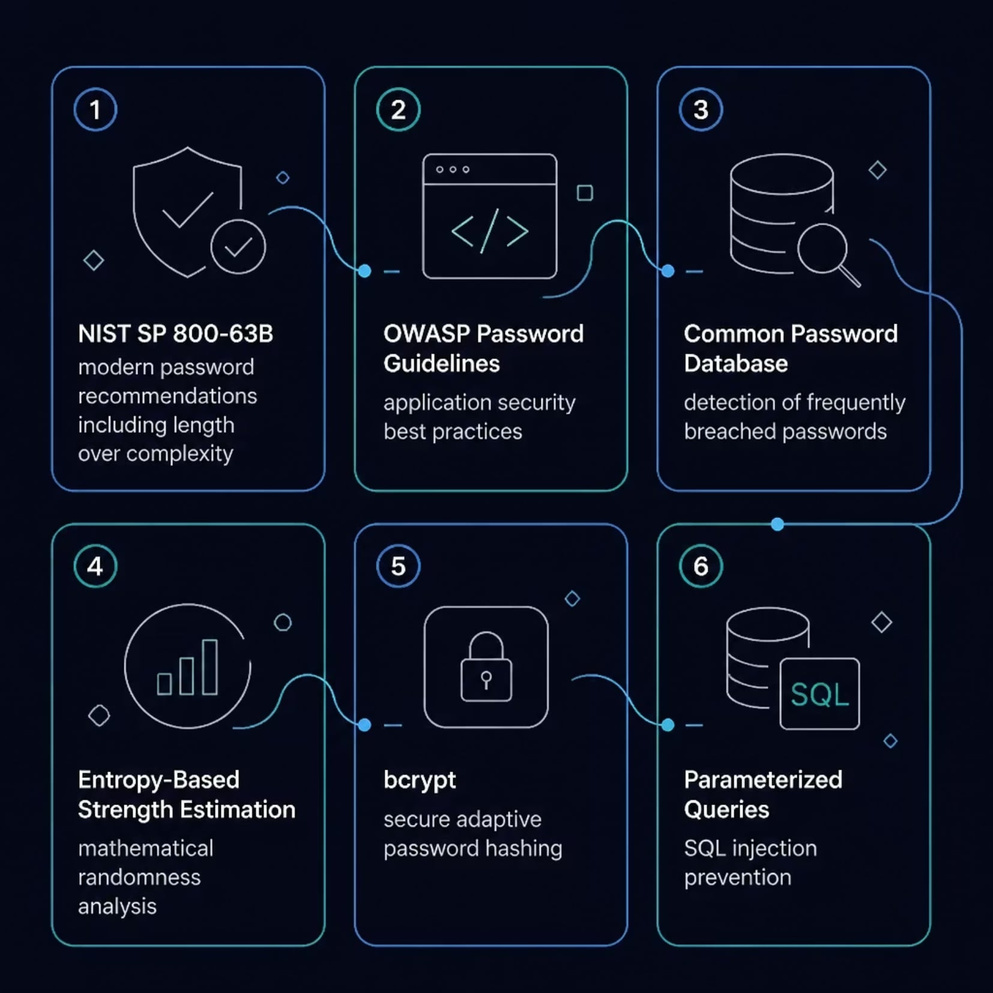 1
NIST SP 800-63B
modern password
recommendations
including length
over complexity
2
</>
OWASP Password
Guidelines
application security
best practices
3
Common Password
Database
detection of frequently
breached passwords
4
Entropy-Based
Strength Estimation
mathematical
randomness
analysis
5
bcrypt
secure adaptive
password hashing
6
SQL
Parameterized
Queries
SQL injection
prevention